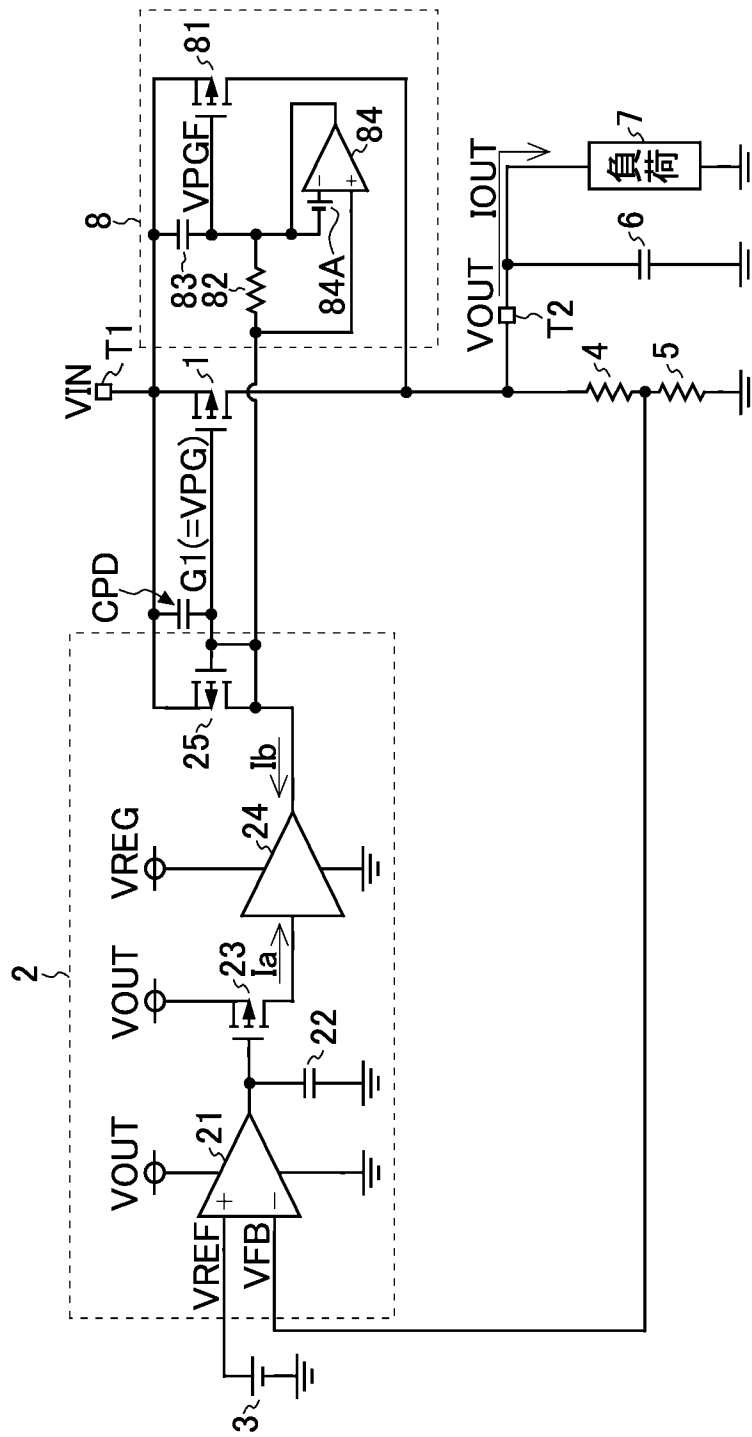 2
VOUT
VOUT
VREG
CPD
VIN
T1
8
3
VREF
VFB
+
−
21
22
23
Ia
24
Ib
25
G1(=VPG)
1
83
82
VPGF
81
84A
−
+
84
VOUT
IOUT
T2
4
5
6
7
負荷